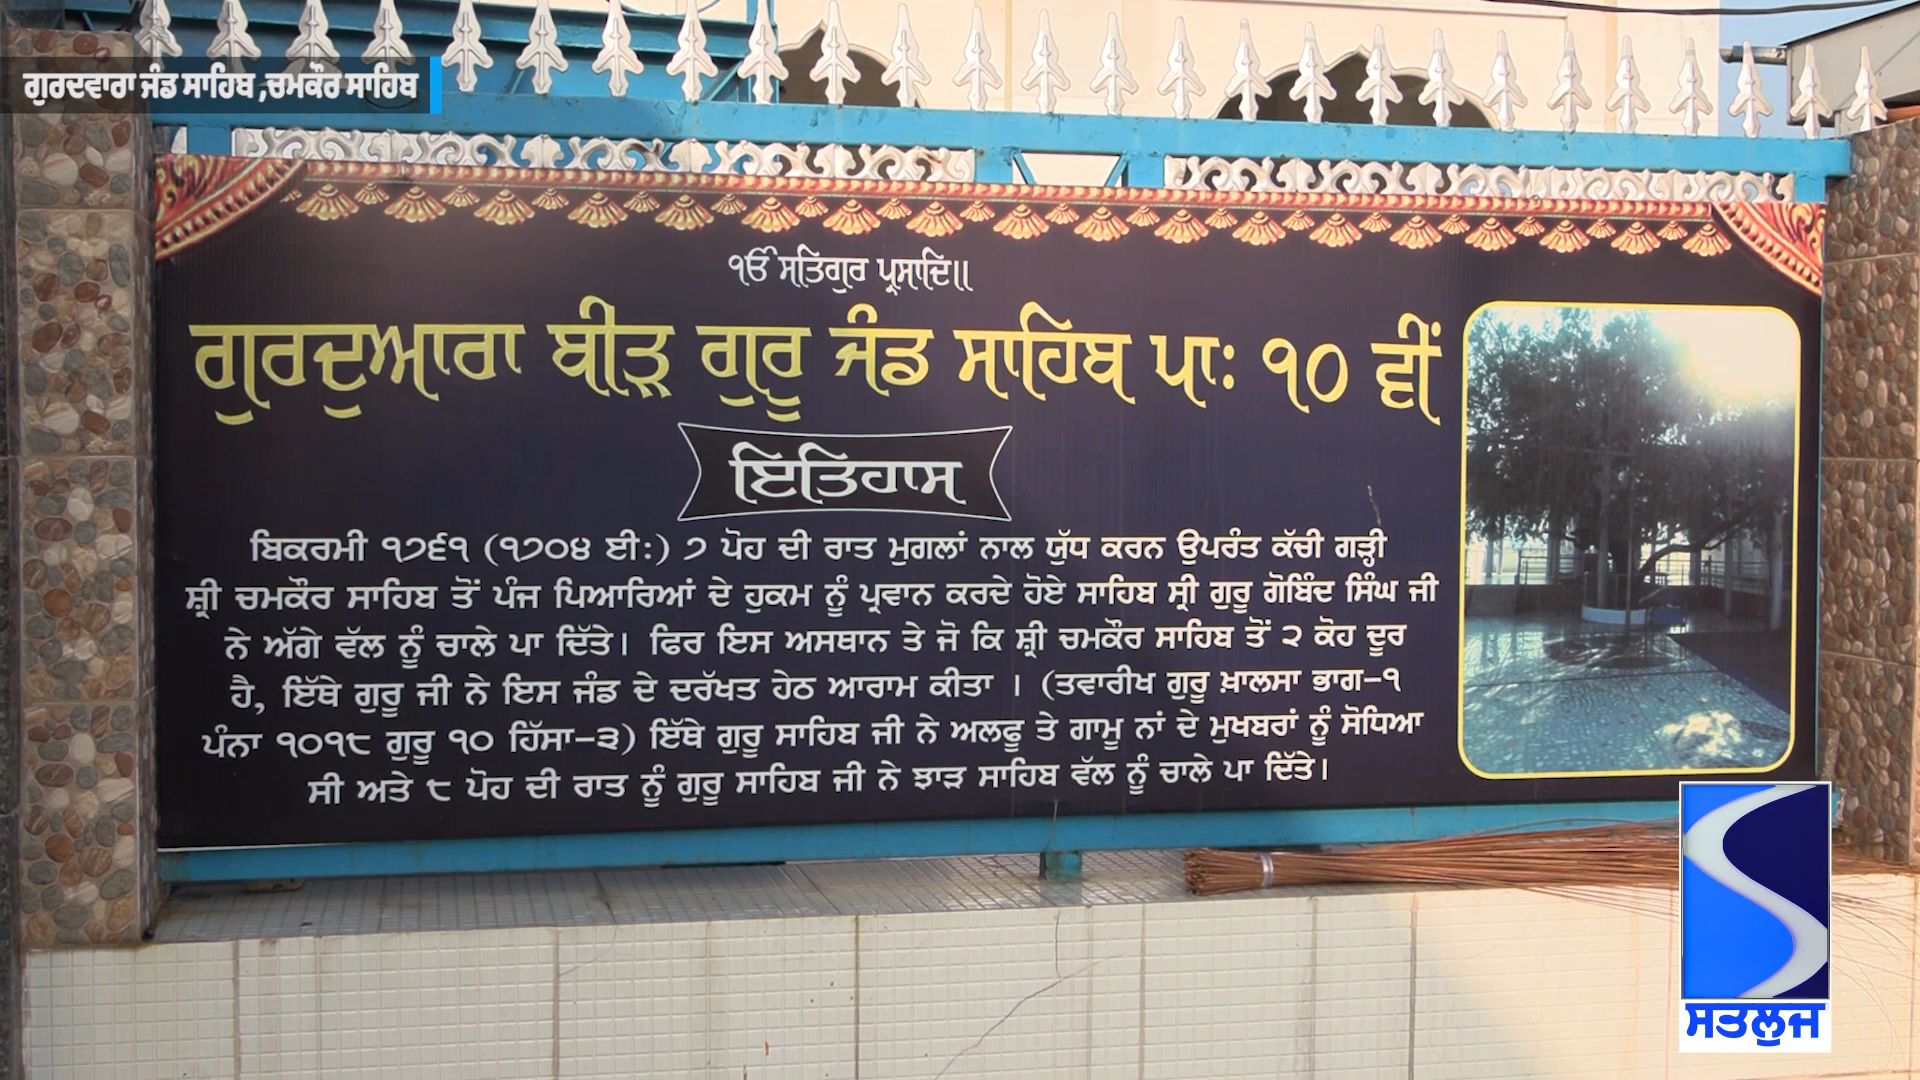 ਗੁਰਦਵਾਰਾ ਜੰਡ ਸਾਹਿਬ ,ਚਮਕੌਰ ਸਾਹਿਬ
ੴ ਸਤਿਗੁਰ ਪ੍ਰਸਾਦਿ॥
ਗੁਰਦੁਆਰਾ ਬੀੜ ਗੁਰੂ ਜੰਡ ਸਾਹਿਬ ਪਾਃ ੧੦ ਵੀਂ
ਇਤਿਹਾਸ
ਬਿਕਰਮੀ ੧੭੬੧ (੧੭੦੪ ਈ:) ੭ ਪੋਹ ਦੀ ਰਾਤ ਮੁਗਲਾਂ ਨਾਲ ਯੁੱਧ ਕਰਨ ਉਪਰੰਤ ਕੱਚੀ ਗੜ੍ਹੀ
ਸ਼੍ਰੀ ਚਮਕੌਰ ਸਾਹਿਬ ਤੋਂ ਪੰਜ ਪਿਆਰਿਆਂ ਦੇ ਹੁਕਮ ਨੂੰ ਪ੍ਰਵਾਨ ਕਰਦੇ ਹੋਏ ਸਾਹਿਬ ਸ੍ਰੀ ਗੁਰੂ ਗੋਬਿੰਦ ਸਿੰਘ ਜੀ
ਨੇ ਅੱਗੇ ਵੱਲ ਨੂੰ ਚਾਲੇ ਪਾ ਦਿੱਤੇ। ਫਿਰ ਇਸ ਅਸਥਾਨ ਤੇ ਜੋ ਕਿ ਸ਼੍ਰੀ ਚਮਕੌਰ ਸਾਹਿਬ ਤੋਂ ੨ ਕੋਹ ਦੂਰ
ਹੈ, ਇੱਥੇ ਗੁਰੂ ਜੀ ਨੇ ਇਸ ਜੰਡ ਦੇ ਦਰੱਖਤ ਹੇਠ ਆਰਾਮ ਕੀਤਾ । (ਤਵਾਰੀਖ ਗੁਰੂ ਖ਼ਾਲਸਾ ਭਾਗ-੧
ਪੰਨਾ ੧੦੧੮ ਗੁਰੂ ੧੦ ਹਿੱਸਾ-੩) ਇੱਥੇ ਗੁਰੂ ਸਾਹਿਬ ਜੀ ਨੇ ਅਲਫੂ ਤੇ ਗਾਮੂ ਨਾਂ ਦੇ ਮੁਖਬਰਾਂ ਨੂੰ ਸੋਧਿਆ
ਸੀ ਅਤੇ ੮ ਪੋਹ ਦੀ ਰਾਤ ਨੂੰ ਗੁਰੂ ਸਾਹਿਬ ਜੀ ਨੇ ਝਾੜ ਸਾਹਿਬ ਵੱਲ ਨੂੰ ਚਾਲੇ ਪਾ ਦਿੱਤੇ।
ਸਤਲੁਜ